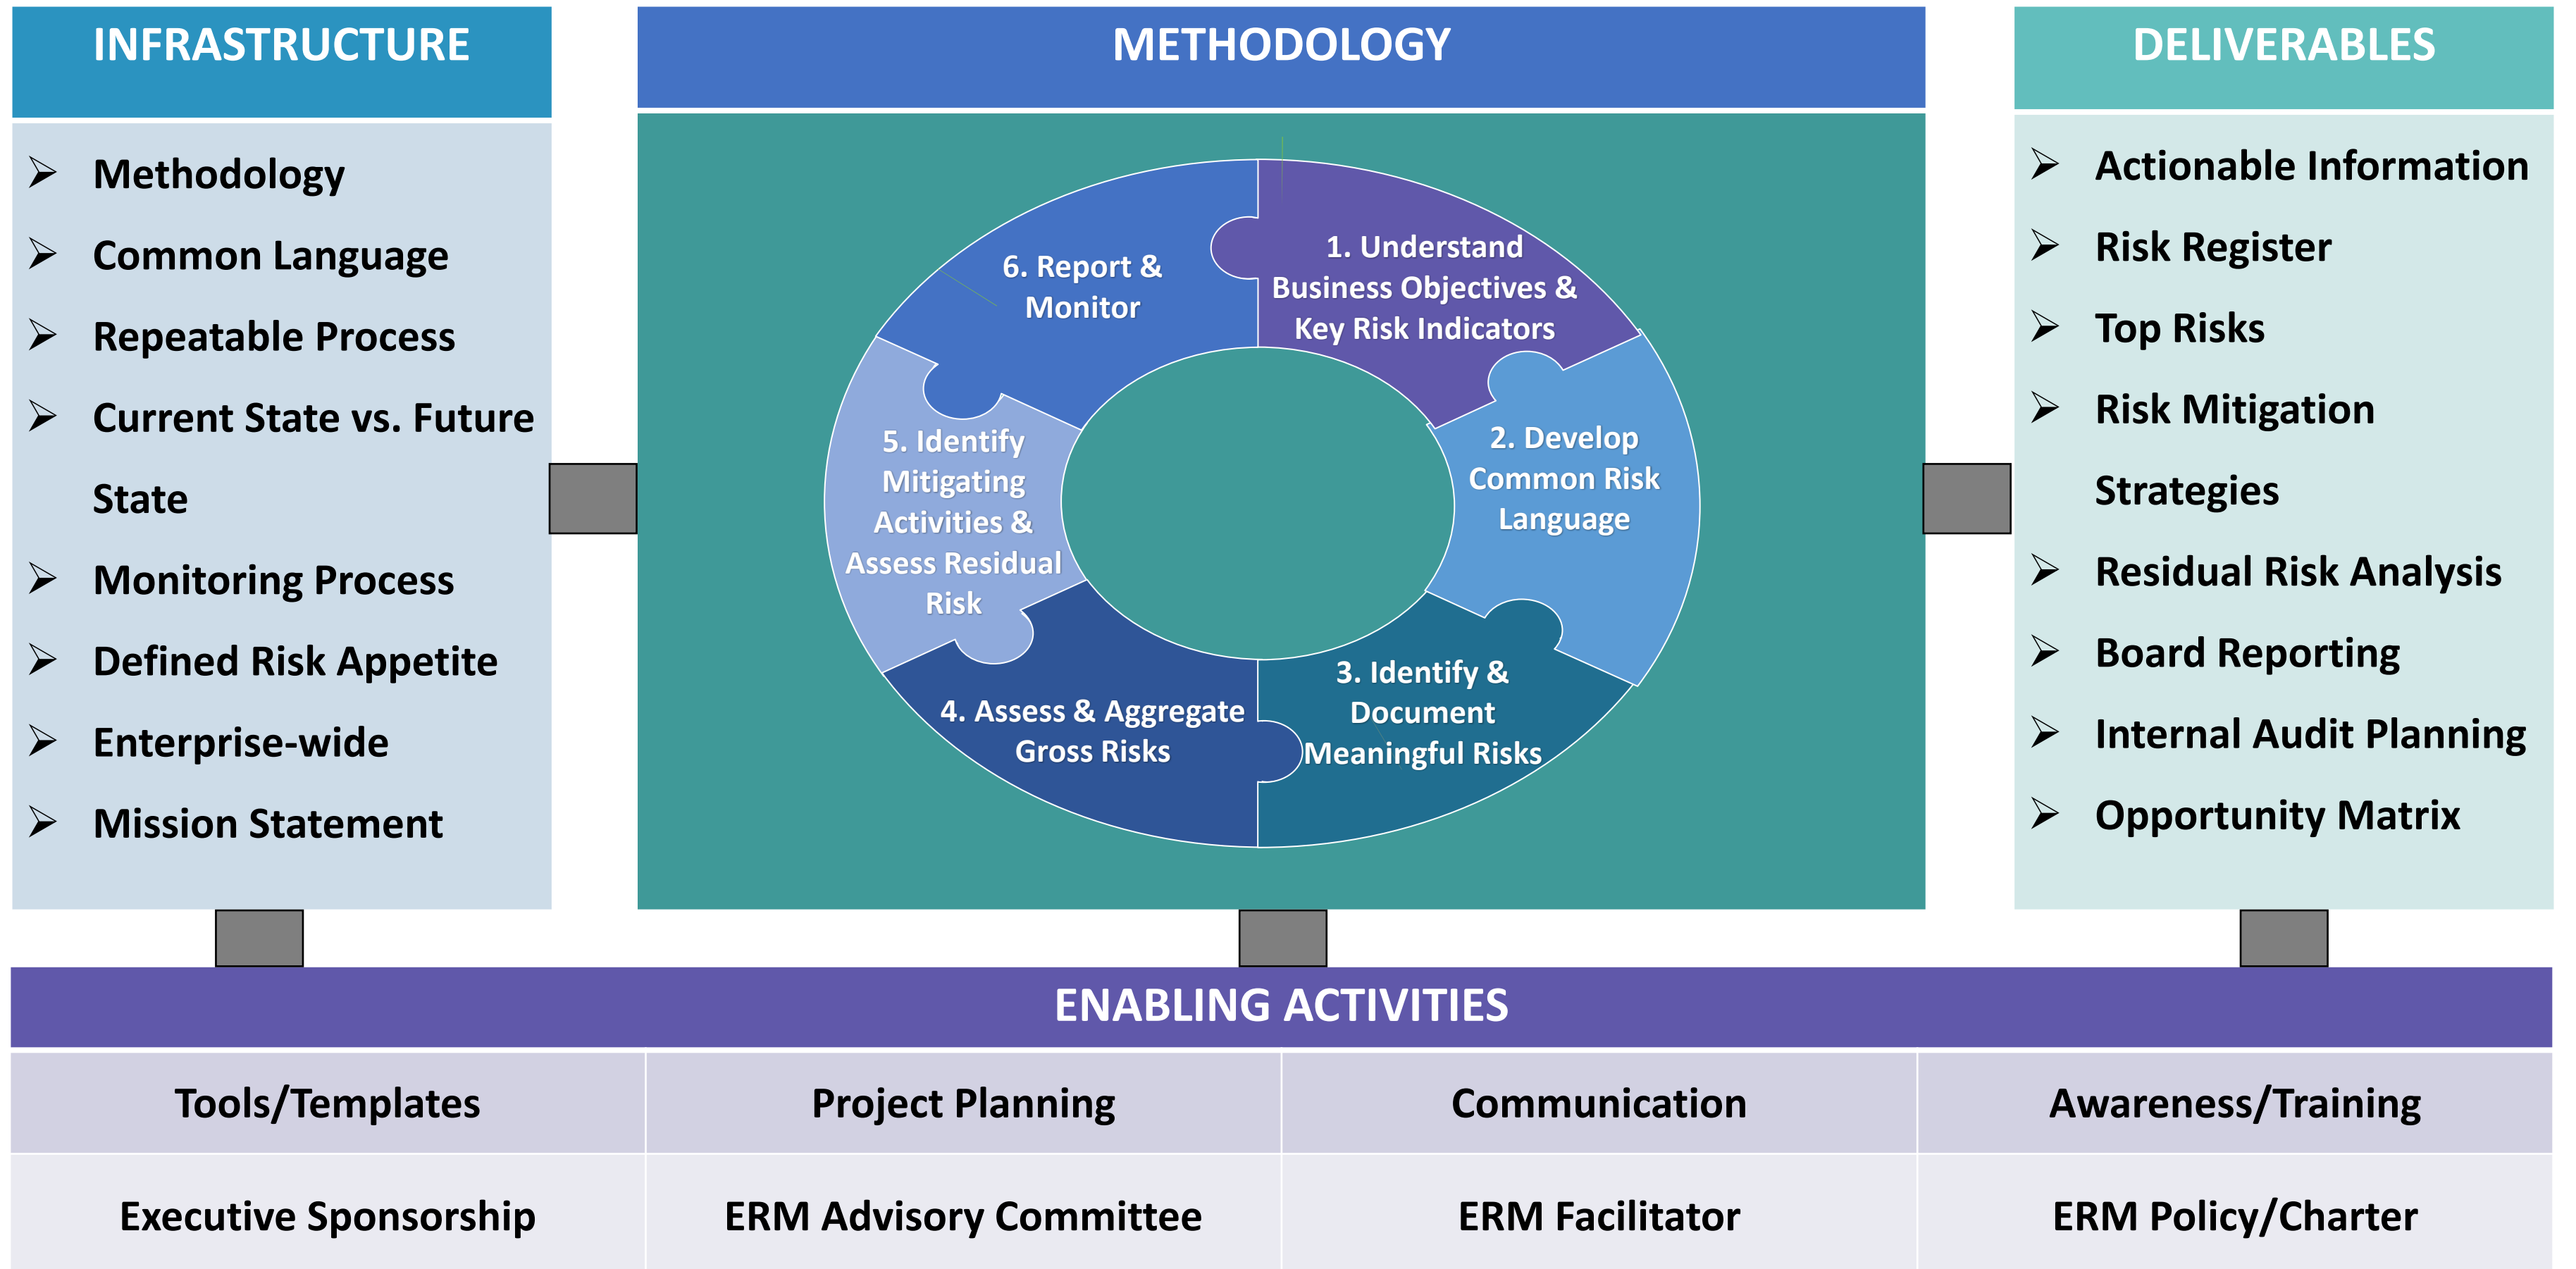 INFRASTRUCTURE
Methodology
Common Language
Repeatable Process
Current State vs. Future
State
Monitoring Process
Defined Risk Appetite
Enterprise-wide
Mission Statement
METHODOLOGY
1. Understand
Business Objectives &
Key Risk Indicators
2. Develop
Common Risk
Language
3. Identify &
Document
Meaningful Risks
4. Assess & Aggregate
Gross Risks
5. Identify
Mitigating
Activities &
Assess Residual
Risk
6. Report &
Monitor
DELIVERABLES
Actionable Information
Risk Register
Top Risks
Risk Mitigation
Strategies
Residual Risk Analysis
Board Reporting
Internal Audit Planning
Opportunity Matrix
ENABLING ACTIVITIES
Tools/Templates
Project Planning
Communication
Awareness/Training
Executive Sponsorship
ERM Advisory Committee
ERM Facilitator
ERM Policy/Charter